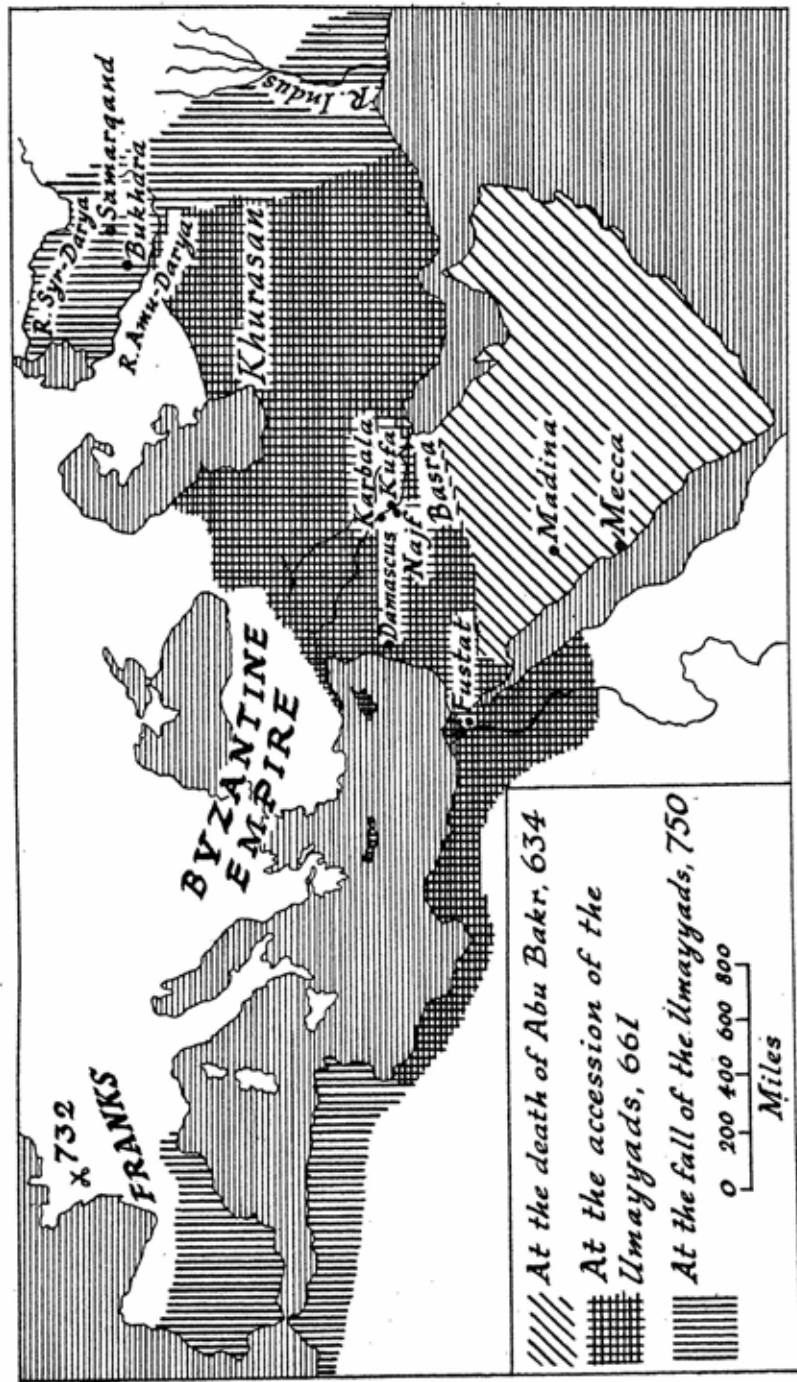 732
FRANKS
BYZANTINE
EMPIRE
R. Syr-Darya
Samarqand
Bukhara
R. Amu-Darya
Khurasan
R. Indus
Karbala
Kufa
Damascus
Najf
Basra
Fustat
Madina
Mecca
At the death of Abu Bakr, 634
At the accession of the
Umayyads, 661
At the fall of the Umayyads, 750
0 200 400 600 800
Miles